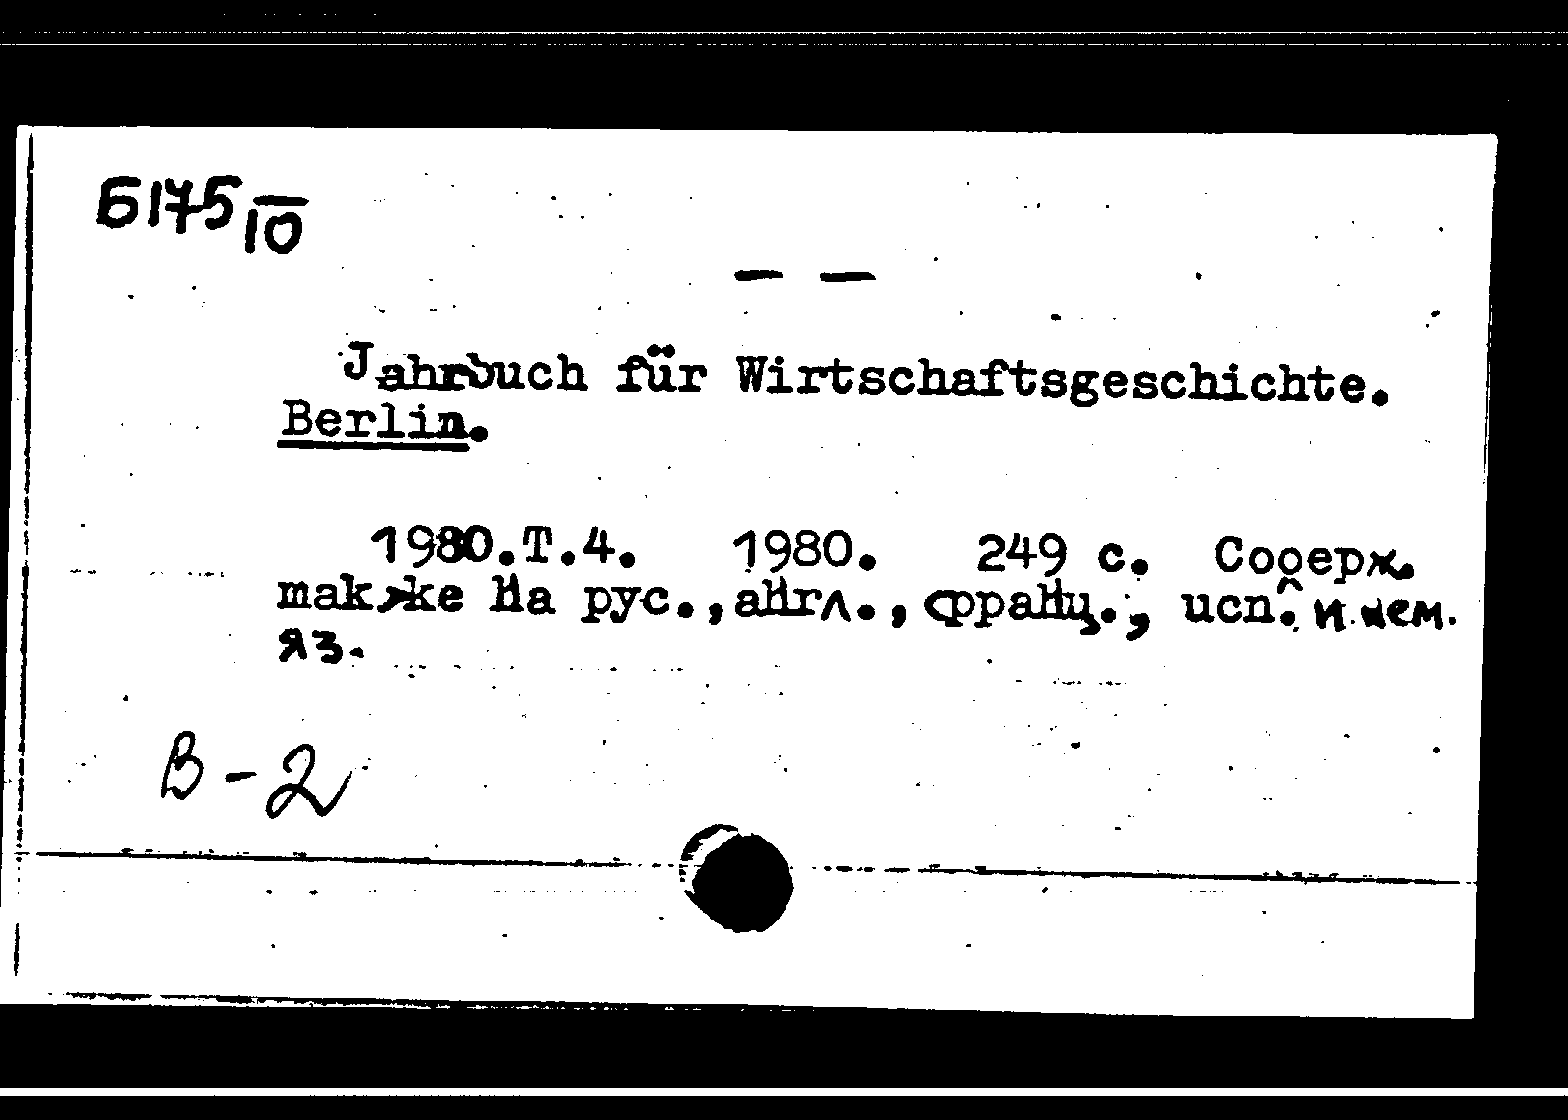 Б175
10
— —
Jahrbuch für Wirtschaftsgeschichte.
Berlin.
1980.Т.4. 1980. 249 с. Содерж.
также на рус., англ., франц., исп. и нем.
яз.
В-2